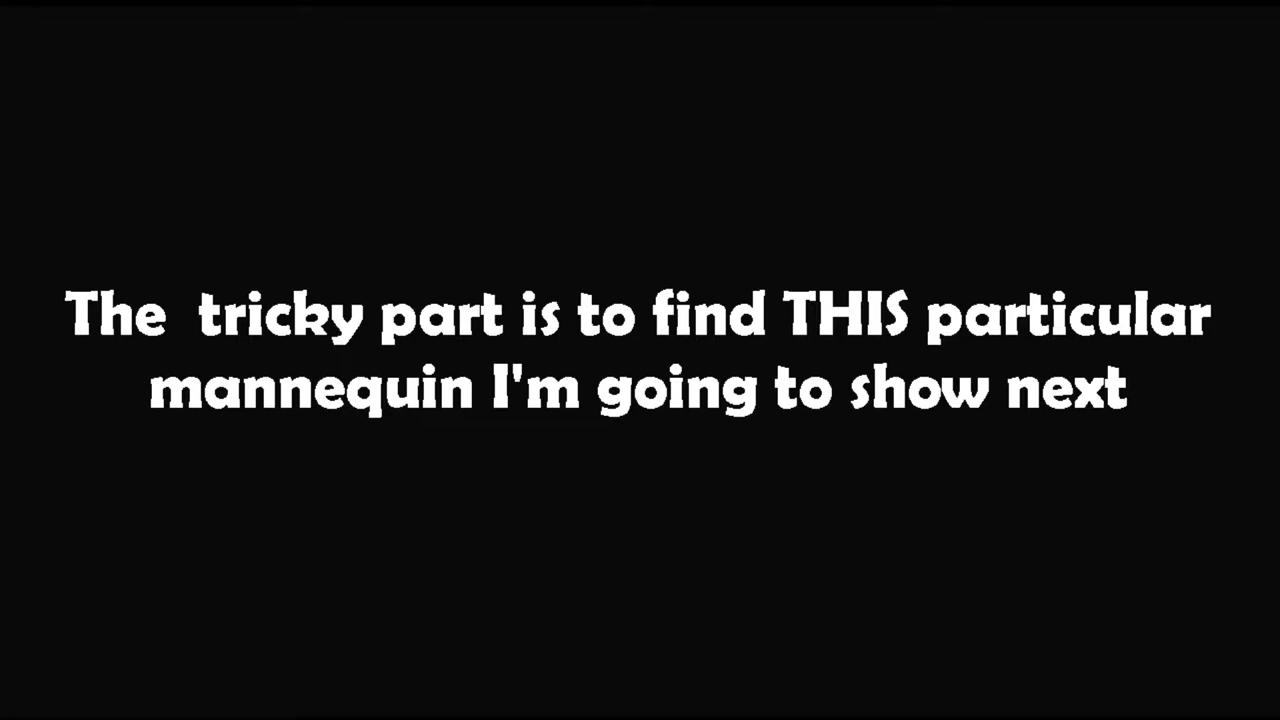 The  tricky part is to find THIS particular
mannequin I'm going to show next